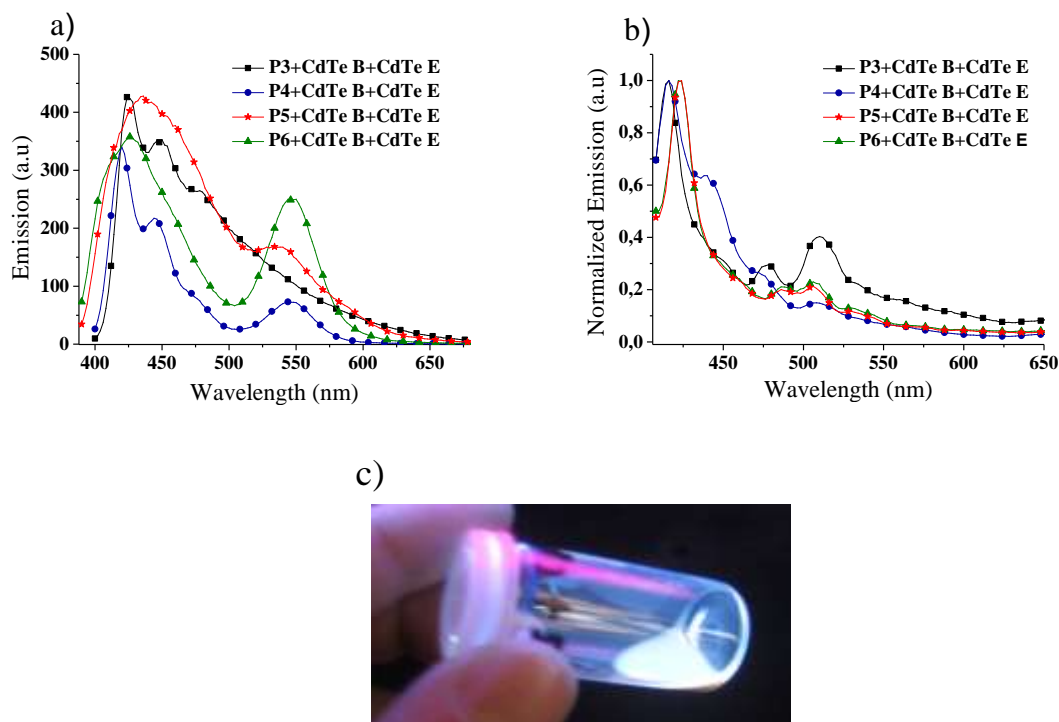 a)
500
400
300
200
100
0
400 450 500 550 600 650
Emission (a.u)
Wavelength (nm)
P3+CdTe B+CdTe E
P4+CdTe B+CdTe E
P5+CdTe B+CdTe E
P6+CdTe B+CdTe E
b)
1,0
0,8
0,6
0,4
0,2
0,0
450 500 550 600 650
Normalized Emission (a.u)
Wavelength (nm)
P3+CdTe B+CdTe E
P4+CdTe B+CdTe E
P5+CdTe B+CdTe E
P6+CdTe B+CdTe E
c)